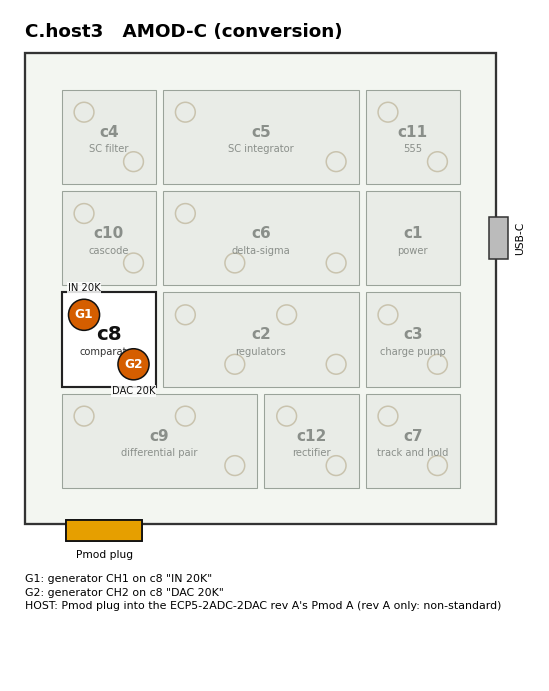 C.host3   AMOD-C (conversion)
c4
SC filter
c5
SC integrator
c11
555
c10
cascode
c6
delta-sigma
c1
power
USB-C
IN 20K
G1
c8
G2
DAC 20K
c2
regulators
c3
charge pump
c9
differential pair
c12
rectifier
c7
track and hold
Pmod plug
G1: generator CH1 on c8 "IN 20K"
G2: generator CH2 on c8 "DAC 20K"
HOST: Pmod plug into the ECP5-2ADC-2DAC rev A's Pmod A (rev A only: non-standard)